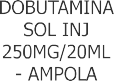 DOBUTAMINA
SOL INJ
250MG/20ML
- AMPOLA